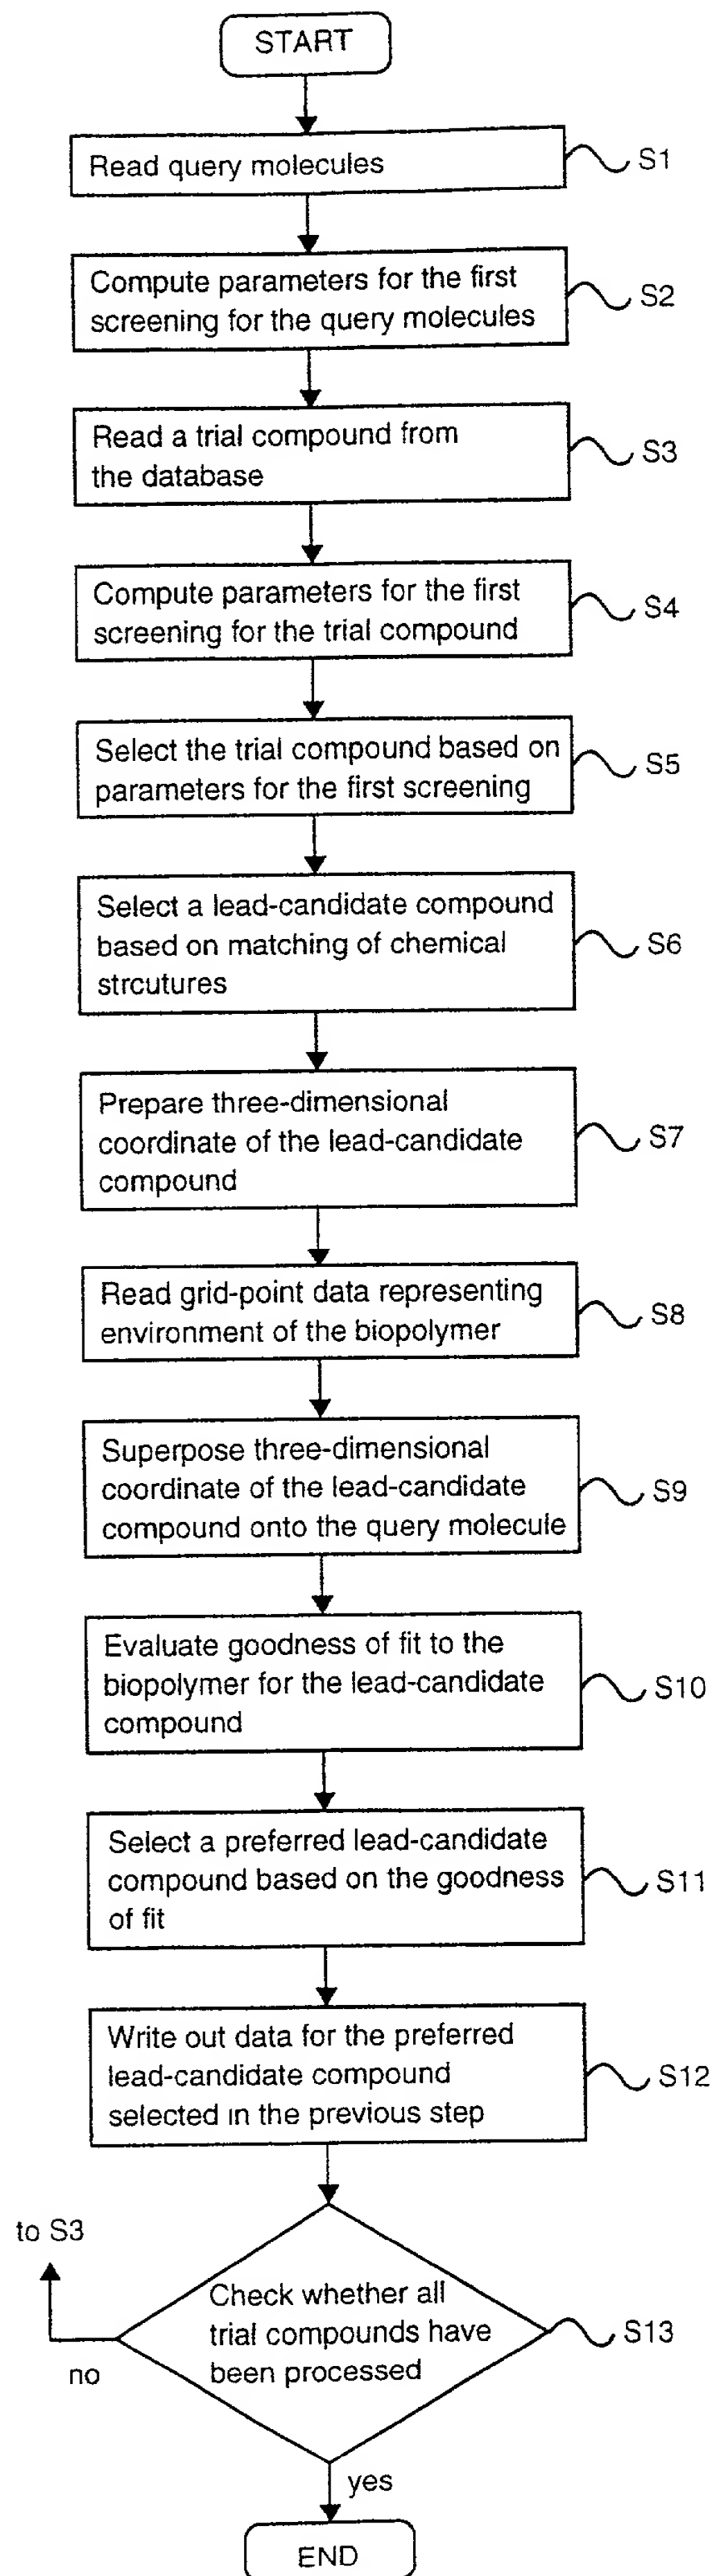 START
Read query molecules
S1
Compute parameters for the first
screening for the query molecules
S2
Read a trial compound from
the database
S3
Compute parameters for the first
screening for the trial compound
S4
Select the trial compound based on
parameters for the first screening
S5
Select a lead-candidate compound
based on matching of chemical
strcutures
S6
Prepare three-dimensional
coordinate of the lead-candidate
compound
S7
Read grid-point data representing
environment of the biopolymer
S8
Superpose three-dimensional
coordinate of the lead-candidate
compound onto the query molecule
S9
Evaluate goodness of fit to the
biopolymer for the lead-candidate
compound
S10
Select a preferred lead-candidate
compound based on the goodness
of fit
S11
Write out data for the preferred
lead-candidate compound
selected in the previous step
S12
to S3
Check whether all
trial compounds have
been processed
S13
no
yes
END